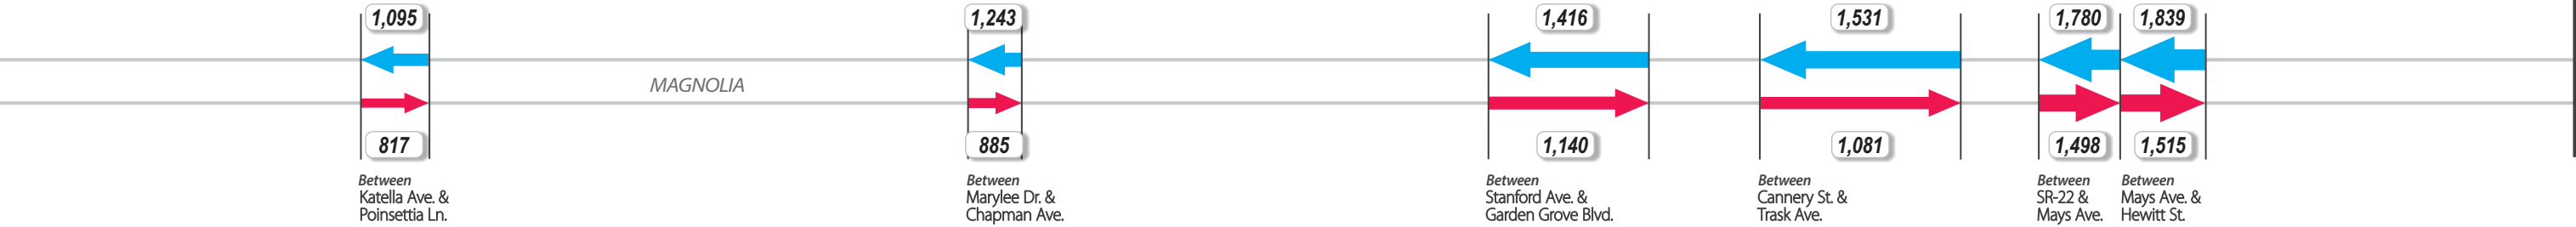 1,095
1,243
1,416
1,531
1,780
1,839
MAGNOLIA
817
885
1,140
1,081
1,498
1,515
Between
Katella Ave. &
Poinsettia Ln.
Between
Marylee Dr. &
Chapman Ave.
Between
Stanford Ave. &
Garden Grove Blvd.
Between
Cannery St. &
Trask Ave.
Between
SR-22 &
Mays Ave.
Between
Mays Ave. &
Hewitt St.